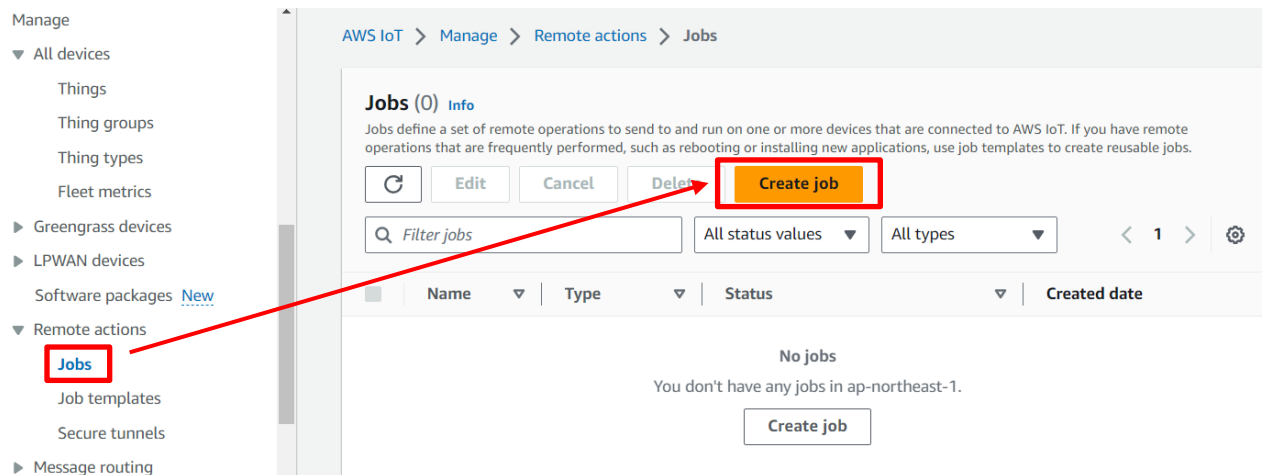 Manage
All devices
Things
Thing groups
Thing types
Fleet metrics
Greengrass devices
LPWAN devices
Software packages New
Remote actions
Jobs
Job templates
Secure tunnels
Message routing
AWS IoT > Manage > Remote actions > Jobs
Jobs (0) Info
Jobs define a set of remote operations to send to and run on one or more devices that are connected to AWS IoT. If you have remote
operations that are frequently performed, such as rebooting or installing new applications, use job templates to create reusable jobs.
Edit Cancel Delete Create job
Filter jobs All status values All types < 1 >
Name Type Status Created date
No jobs
You don't have any jobs in ap-northeast-1.
Create job